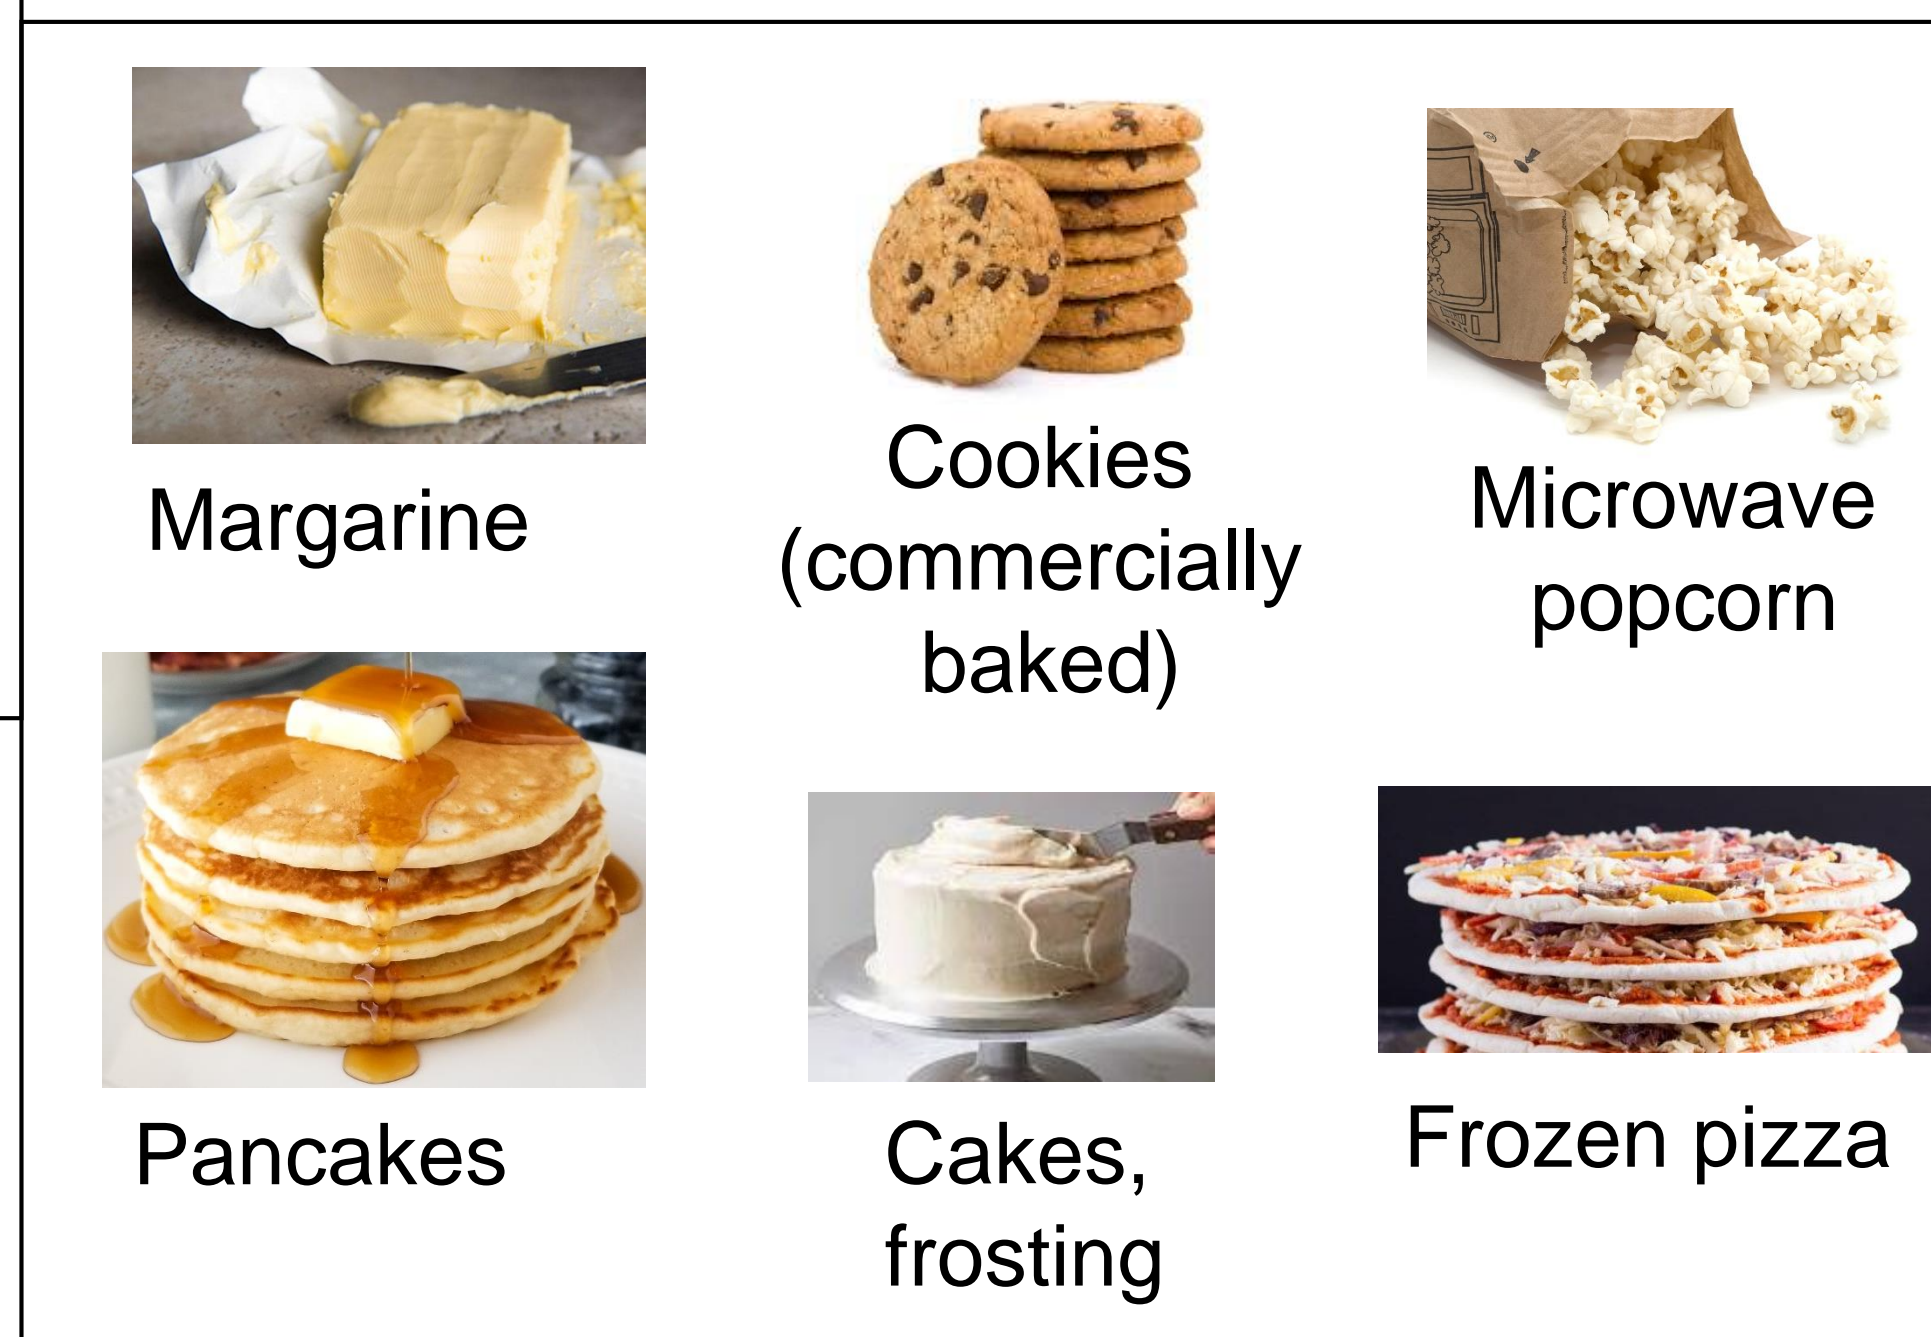 Margarine
Cookies
(commercially
baked)
Microwave
popcorn
Pancakes
Cakes,
frosting
Frozen pizza